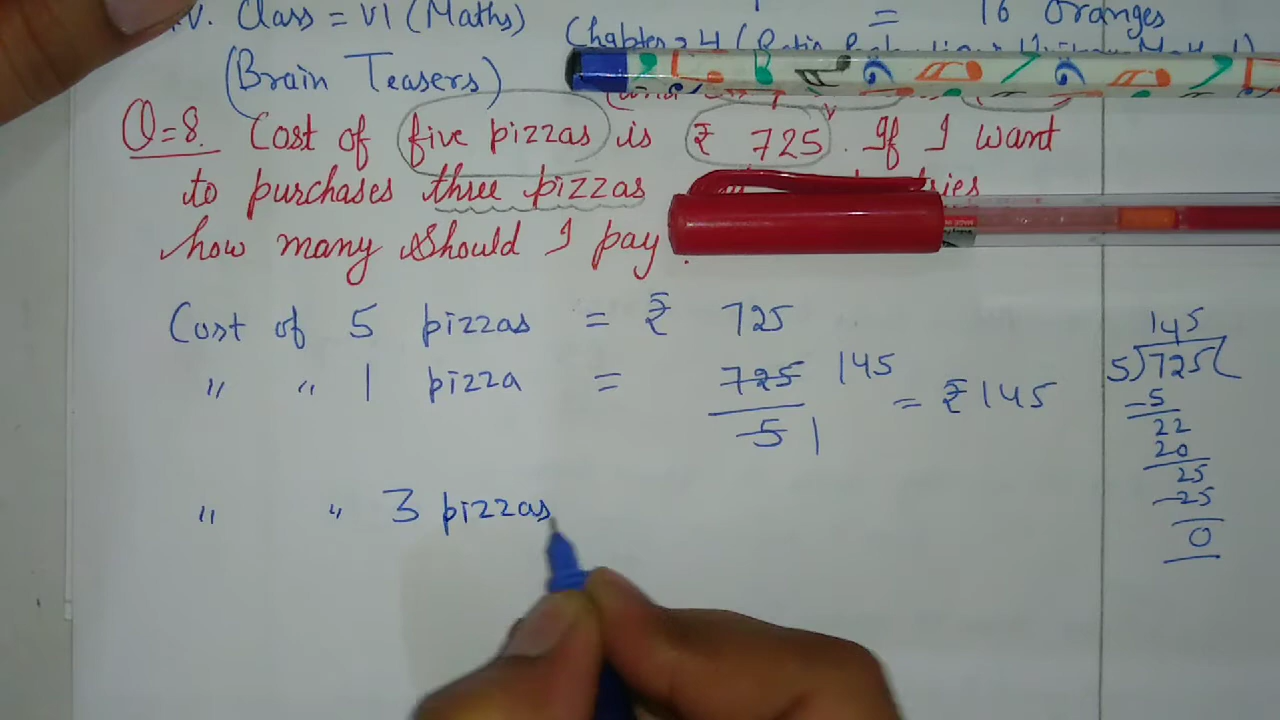 Class = VI (Maths)
= 16 Oranges
Chapter 4 (
(Brain Teasers)
Q=8. Cost of five pizzas is ₹ 725. If I want
to purchases three pizzas
how many should I pay
Cost of 5 pizzas = ₹ 725
" " 1 pizza = 725 145
5 1
= ₹ 145
" " 3 pizzas
145
5)725(
-5
22
20
25
-25
0